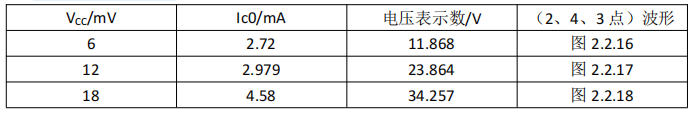 VCC/mV Ic0/mA 电压表示数/V （2、4、3 点）波形
6 2.72 11.868 图 2.2.16
12 2.979 23.864 图 2.2.17
18 4.58 34.257 图 2.2.18